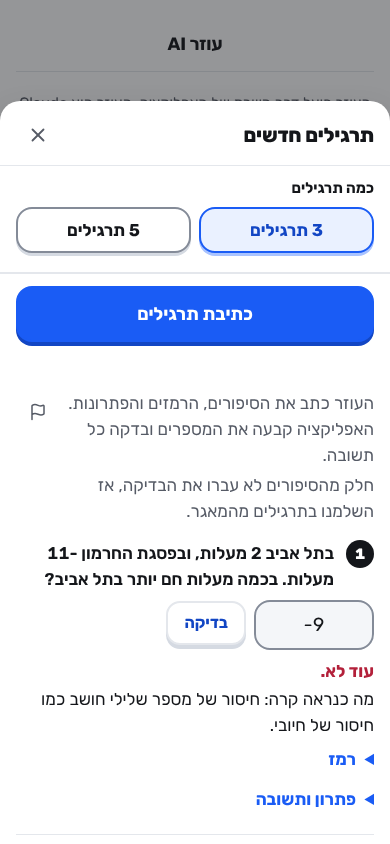 עוזר AI
תרגילים חדשים
כמה תרגילים
3 תרגילים
5 תרגילים
כתיבת תרגילים
העוזר כתב את הסיפורים, הרמזים והפתרונות.
האפליקציה קבעה את המספרים ובדקה כל
תשובה.
חלק מהסיפורים לא עברו את הבדיקה, אז
השלמנו בתרגילים מהמאגר.
1
בתל אביב 2 מעלות, ובפסגת החרמון -11
מעלות. בכמה מעלות חם יותר בתל אביב?
-9
בדיקה
עוד לא.
מה כנראה קרה: חיסור של מספר שלילי חושב כמו
חיסור של חיובי.
רמז
פתרון ותשובה